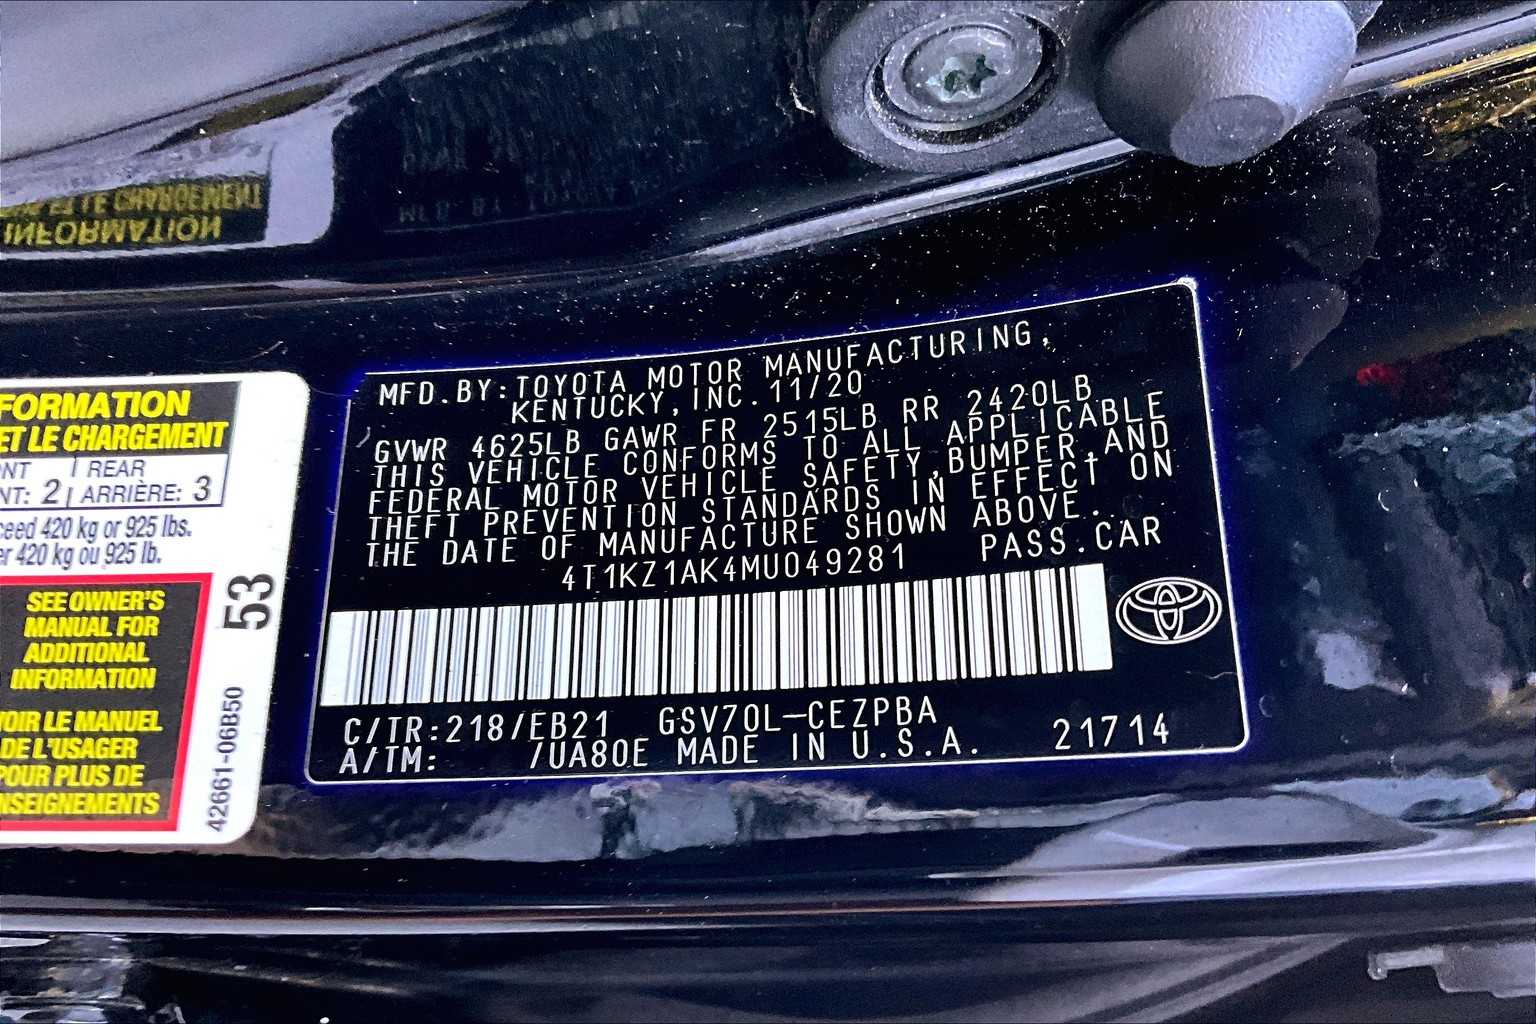 FORMATION
ET LE CHARGEMENT
REAR
2 ARRIÈRE: 3
420 kg or 925 lbs.
420 kg ou 925 lb.
SEE OWNER'S
MANUAL FOR
ADDITIONAL
INFORMATION
VOIR LE MANUEL
DE L'USAGER
POUR PLUS DE
NSEIGNEMENTS
53
42661-06B50
MFD.BY:TOYOTA MOTOR MANUFACTURING,
KENTUCKY,INC.11/20
GVWR 4625LB GAWR FR 2515LB RR 2420LB
THIS VEHICLE CONFORMS TO ALL APPLICABLE
FEDERAL MOTOR VEHICLE SAFETY,BUMPER,AND
THEFT PREVENTION STANDARDS IN EFFECT ON
THE DATE OF MANUFACTURE SHOWN ABOVE.
4T1KZ1AK4MU049281 PASS.CAR
C/TR:218/EB21 GSV70L-CEZPBA
A/TM: /UA80E MADE IN U.S.A. 21714